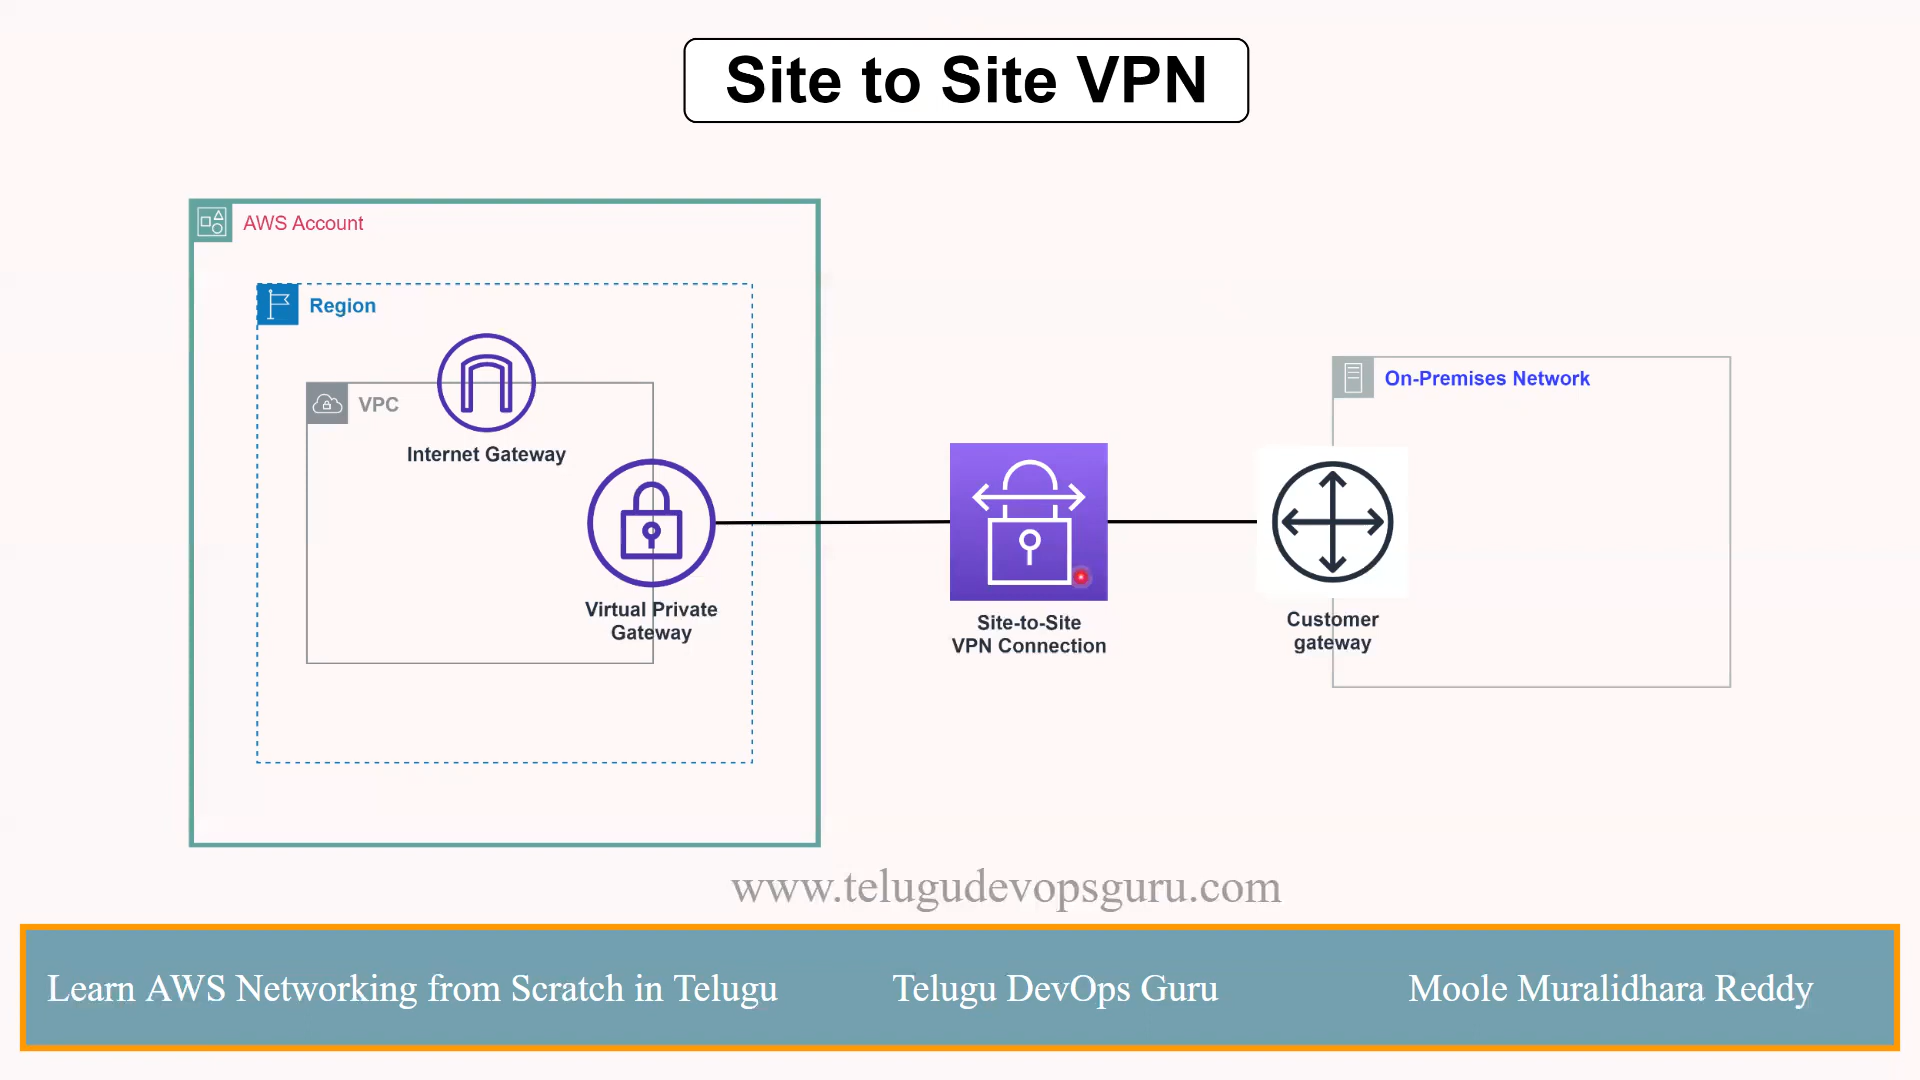 Site to Site VPN
AWS Account
Region
VPC
Internet Gateway
Virtual Private
Gateway
Site-to-Site
VPN Connection
On-Premises Network
Customer
gateway
www.telugudevopsguru.com
Learn AWS Networking from Scratch in Telugu
Telugu DevOps Guru
Moole Muralidhara Reddy